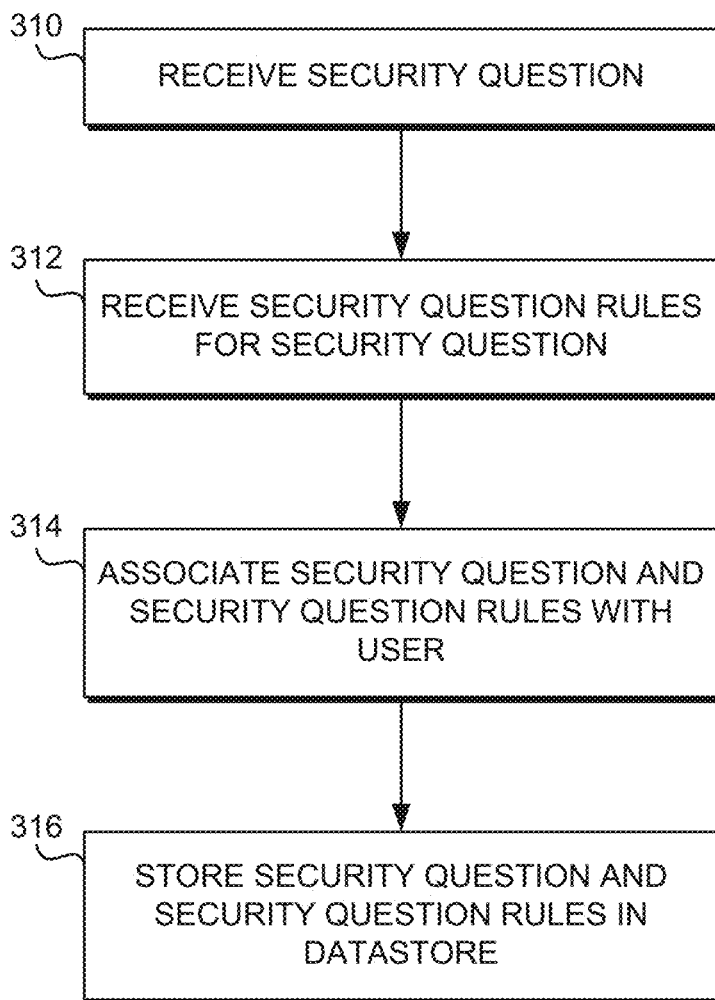 310
RECEIVE SECURITY QUESTION
312
RECEIVE SECURITY QUESTION RULES
FOR SECURITY QUESTION
314
ASSOCIATE SECURITY QUESTION AND
SECURITY QUESTION RULES WITH
USER
316
STORE SECURITY QUESTION AND
SECURITY QUESTION RULES IN
DATASTORE